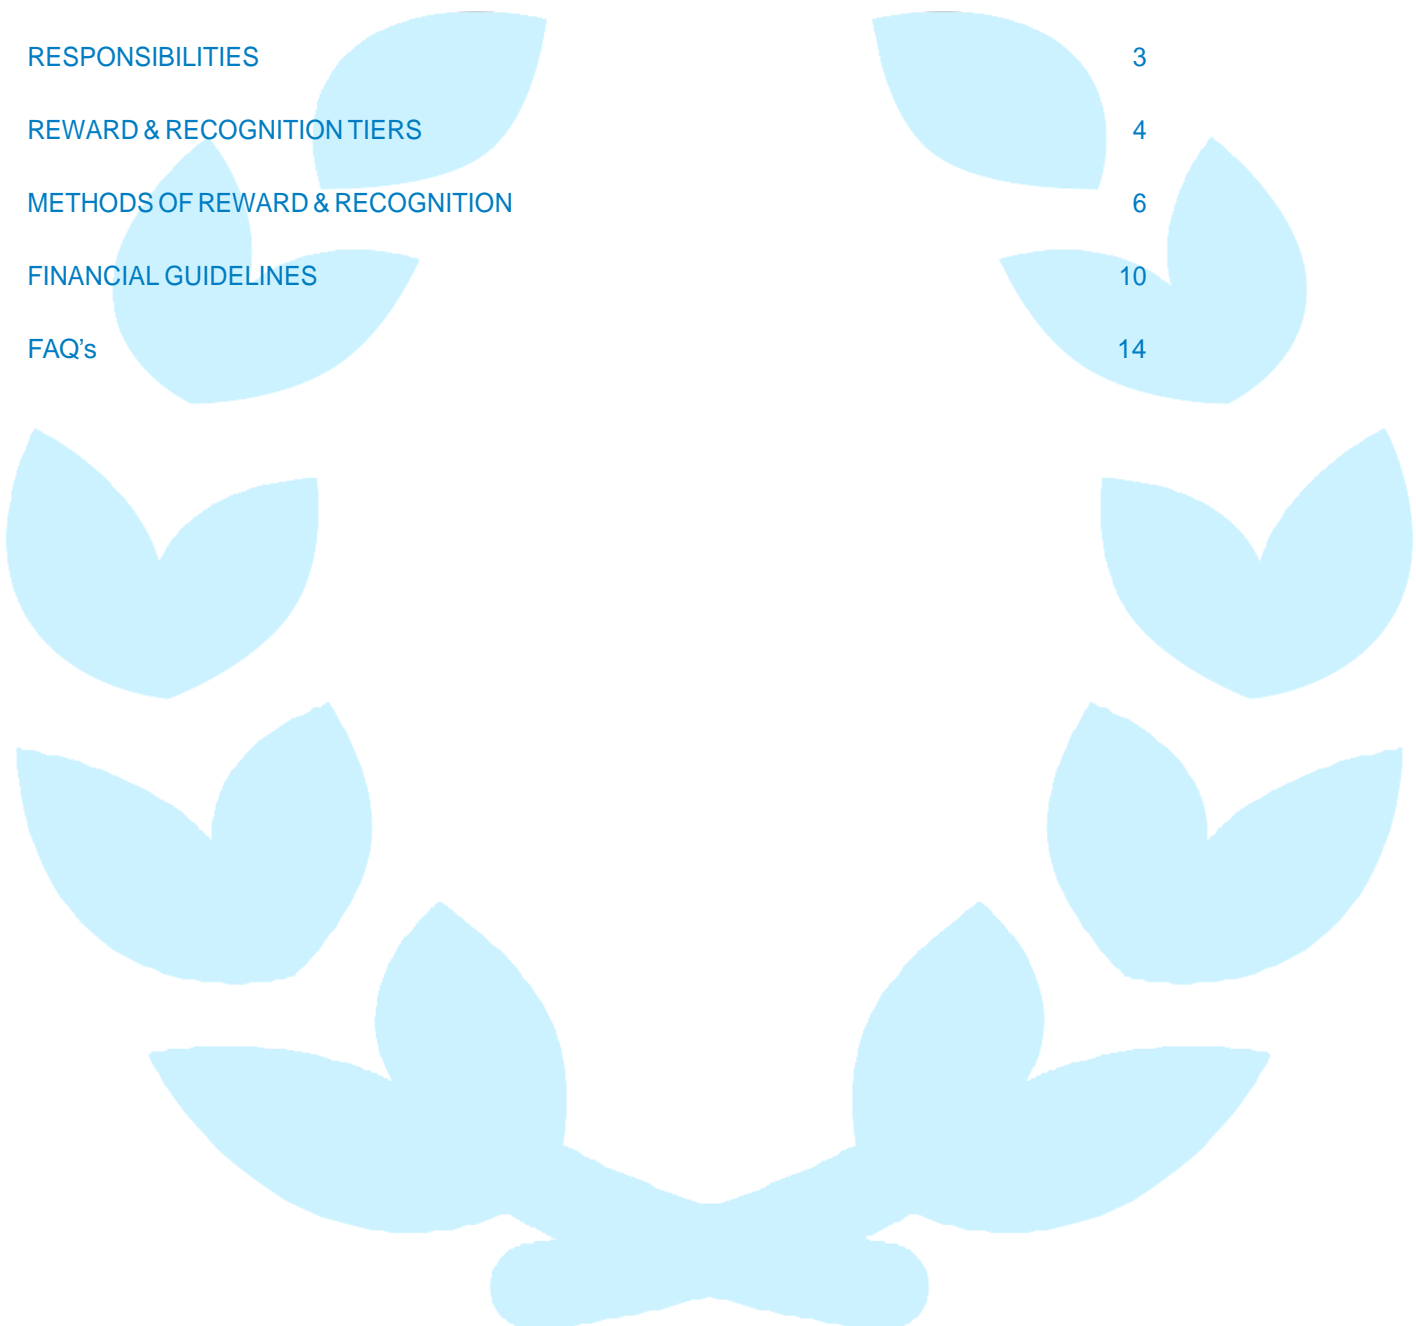 RESPONSIBILITIES 3
REWARD & RECOGNITION TIERS 4
METHODS OF REWARD & RECOGNITION 6
FINANCIAL GUIDELINES 10
FAQ’s 14